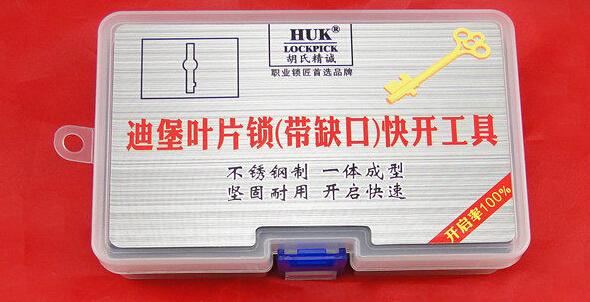 HUK®
LOCKPICK
胡氏精诚
职业锁匠首选品牌
迪堡叶片锁(带缺口)快开工具
不锈钢制 一体成型
坚固耐用 开启快速
开启率100%